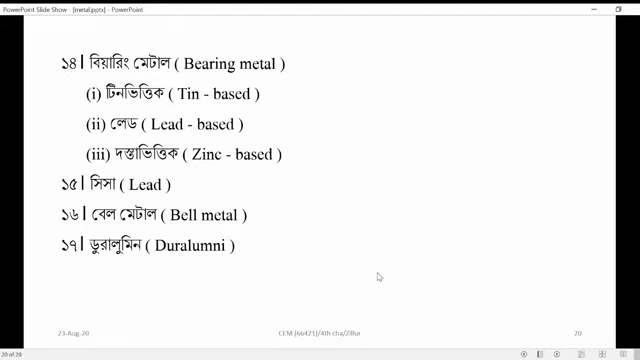 PowerPoint Slide Show - [metal.pptx] - PowerPoint
১৪। বিয়ারিং মেটাল ( Bearing metal )
(i) টিনভিত্তিক ( Tin - based )
(ii) লেড ( Lead - based )
(iii) দস্তাভিত্তিক ( Zinc - based )
১৫। সিসা ( Lead )
১৬। বেল মেটাল ( Bell metal )
১৭। ডুরালুমিন ( Duralumni )
23-Aug-20 CEM (66421)/4th cha/Zillur 20
20 of 28